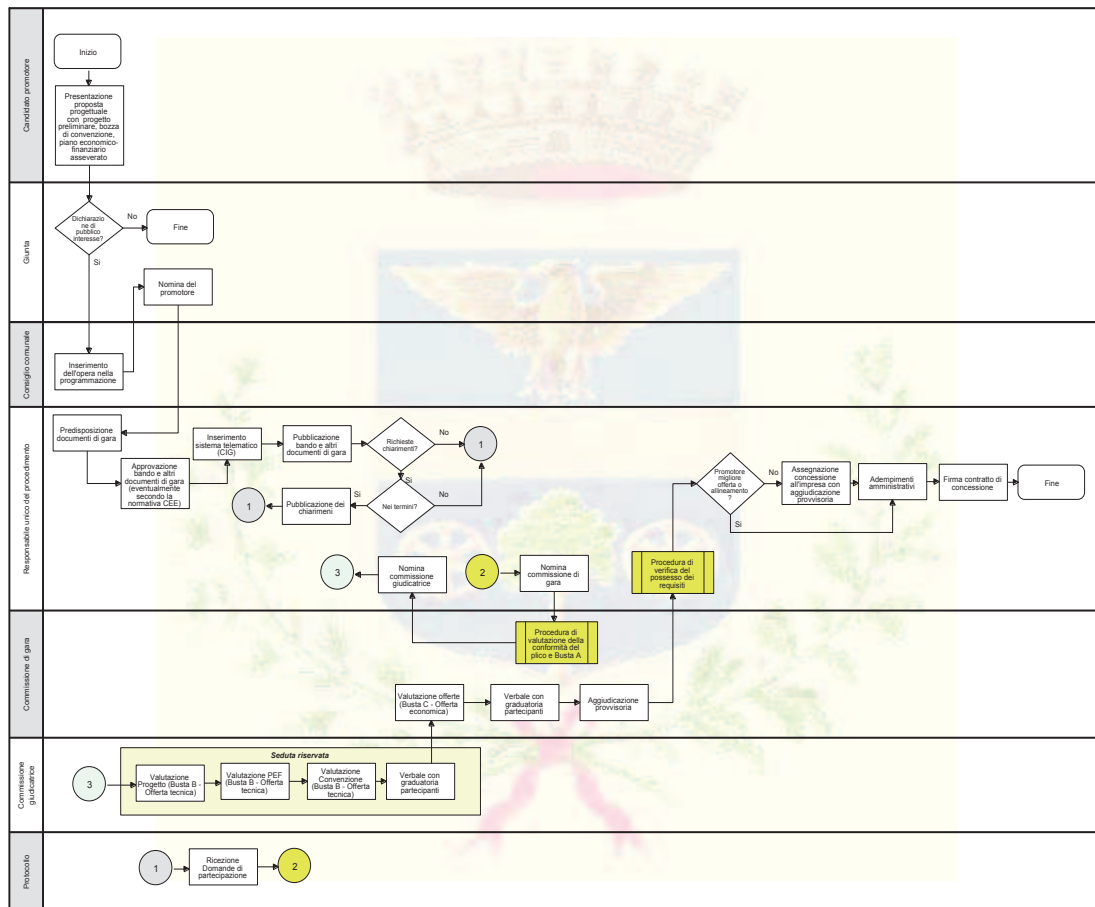 Candidato promotore
Inizio
Presentazione
proposta
progettuale
con progetto
preliminare, bozza
di convenzione,
piano economico-
finanziario
asseverato
Giunta
Dichiarazio
ne di
pubblico
interesse?
No
Fine
Si
Nomina del
promotore
Consiglio comunale
Inserimento
dell'opera nella
programmazione
Responsabile unico del procedimento
Predisposizione
documenti di gara
Approvazione
bando e altri
documenti di gara
(eventualmente
secondo la
normativa CEE)
Inserimento
sistema telematico
(CIG)
Pubblicazione
bando e altri
documenti di gara
Richieste
chiarimenti?
No
1
Si
Nei termini?
No
Si
Pubblicazione dei
chiarimeni
1
Promotore
migliore
offerta o
allineamento
?
No
Assegnazione
concessione
all'impresa con
aggiudicazione
provvisoria
Si
Adempimenti
amministrativi
Firma contratto di
concessione
Fine
3
Nomina
commissione
giudicatrice
2
Nomina
commissione di
gara
Procedura di
verifica del
possesso dei
requisiti
Commissione di gara
Procedura di
valutazione della
conformità del
plico e Busta A
Valutazione offerte
(Busta C - Offerta
economica)
Verbale con
graduatoria
partecipanti
Aggiudicazione
provvisoria
Commissione
giudicatrice
3
Seduta riservata
Valutazione
Progetto (Busta B -
Offerta tecnica)
Valutazione PEF
(Busta B - Offerta
tecnica)
Valutazione
Convenzione
(Busta B - Offerta
tecnica)
Verbale con
graduatoria
partecipanti
Protocollo
1
Ricezione
Domande di
partecipazione
2